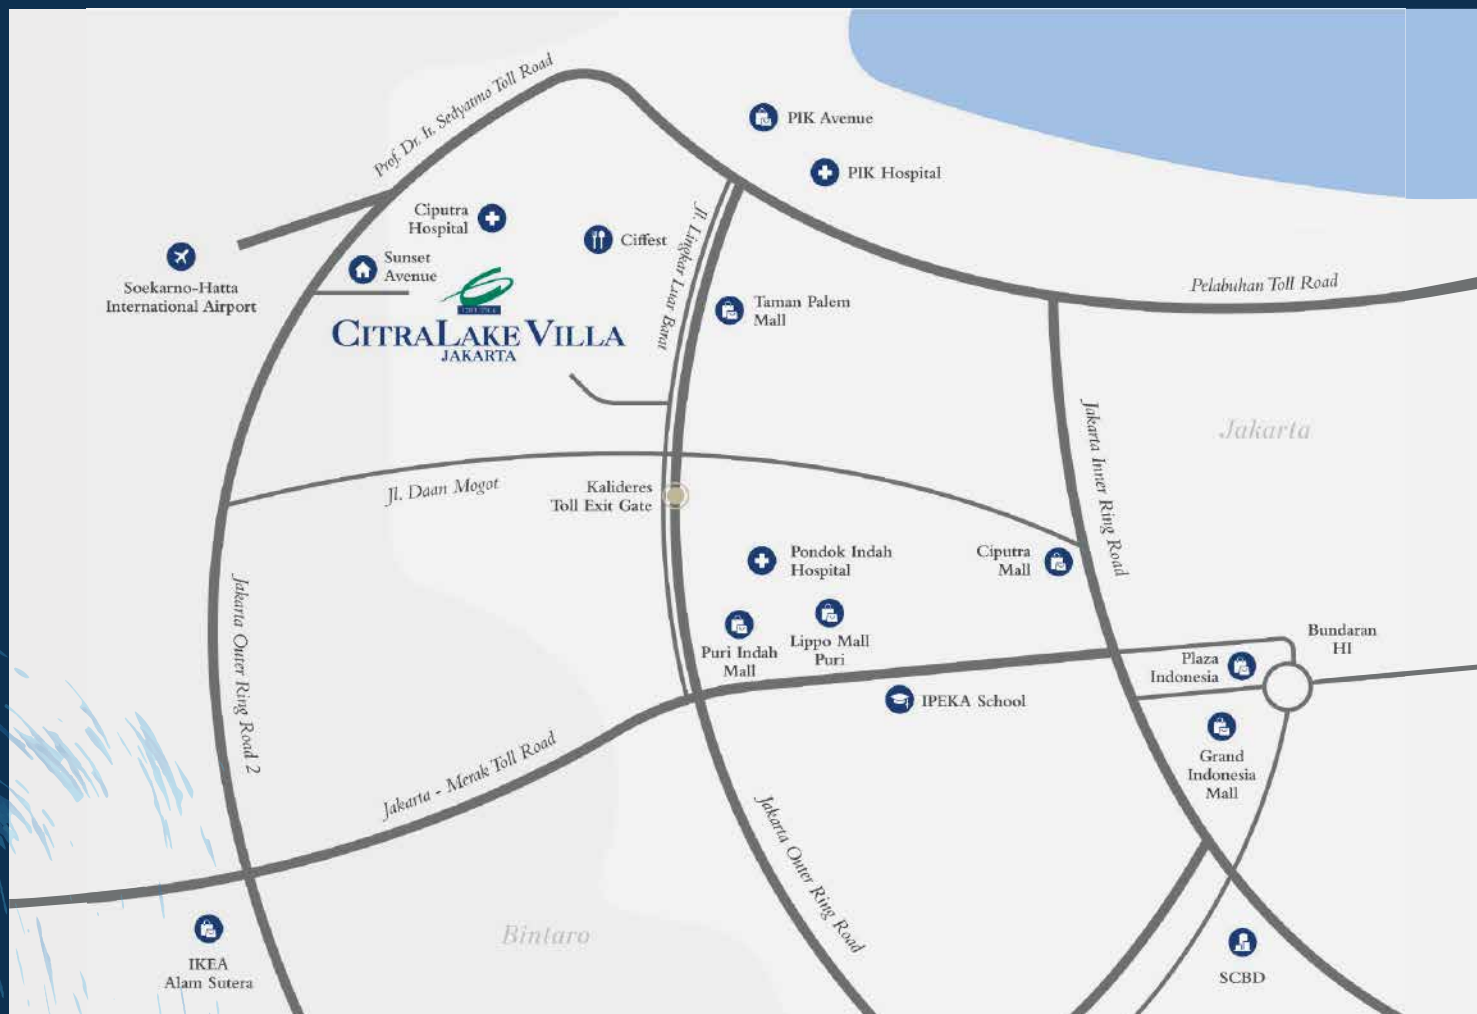 Prof. Dr. Ir. Sedyatmo Toll Road
PIK Avenue
PIK Hospital
Ciputra
Hospital
Ciffest
Jl. Lingkar Luar Barat
Sunset
Avenue
Soekarno-Hatta
International Airport
Pelabuhan Toll Road
Taman Palem
Mall
CITRALAKE VILLA
JAKARTA
Jakarta
Jakarta Inner Ring Road
Jl. Daan Mogot
Kalideres
Toll Exit Gate
Pondok Indah
Hospital
Ciputra
Mall
Jakarta Outer Ring Road 2
Puri Indah
Mall
Lippo Mall
Puri
Bundaran
HI
Plaza
Indonesia
IPEKA School
Grand
Indonesia
Mall
Jakarta - Merak Toll Road
Jakarta Outer Ring Road
Bintaro
IKEA
Alam Sutera
SCBD